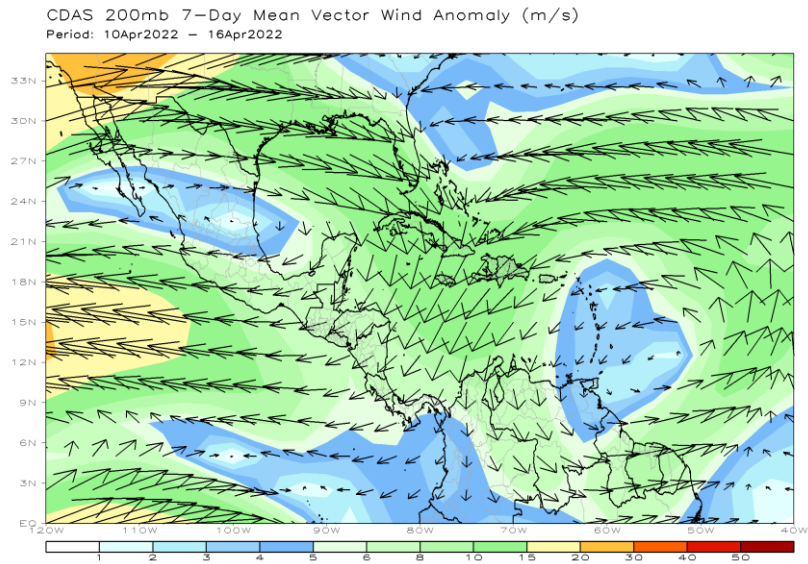 CDAS 200mb 7-Day Mean Vector Wind Anomaly (m/s)
Period: 10Apr2022 - 16Apr2022
33N
30N
27N
24N
21N
18N
15N
12N
9N
6N
3N
EQ
120W 110W 100W 90W 80W 70W 60W 50W 40W
1 2 3 4 5 6 8 10 15 20 30 40 50